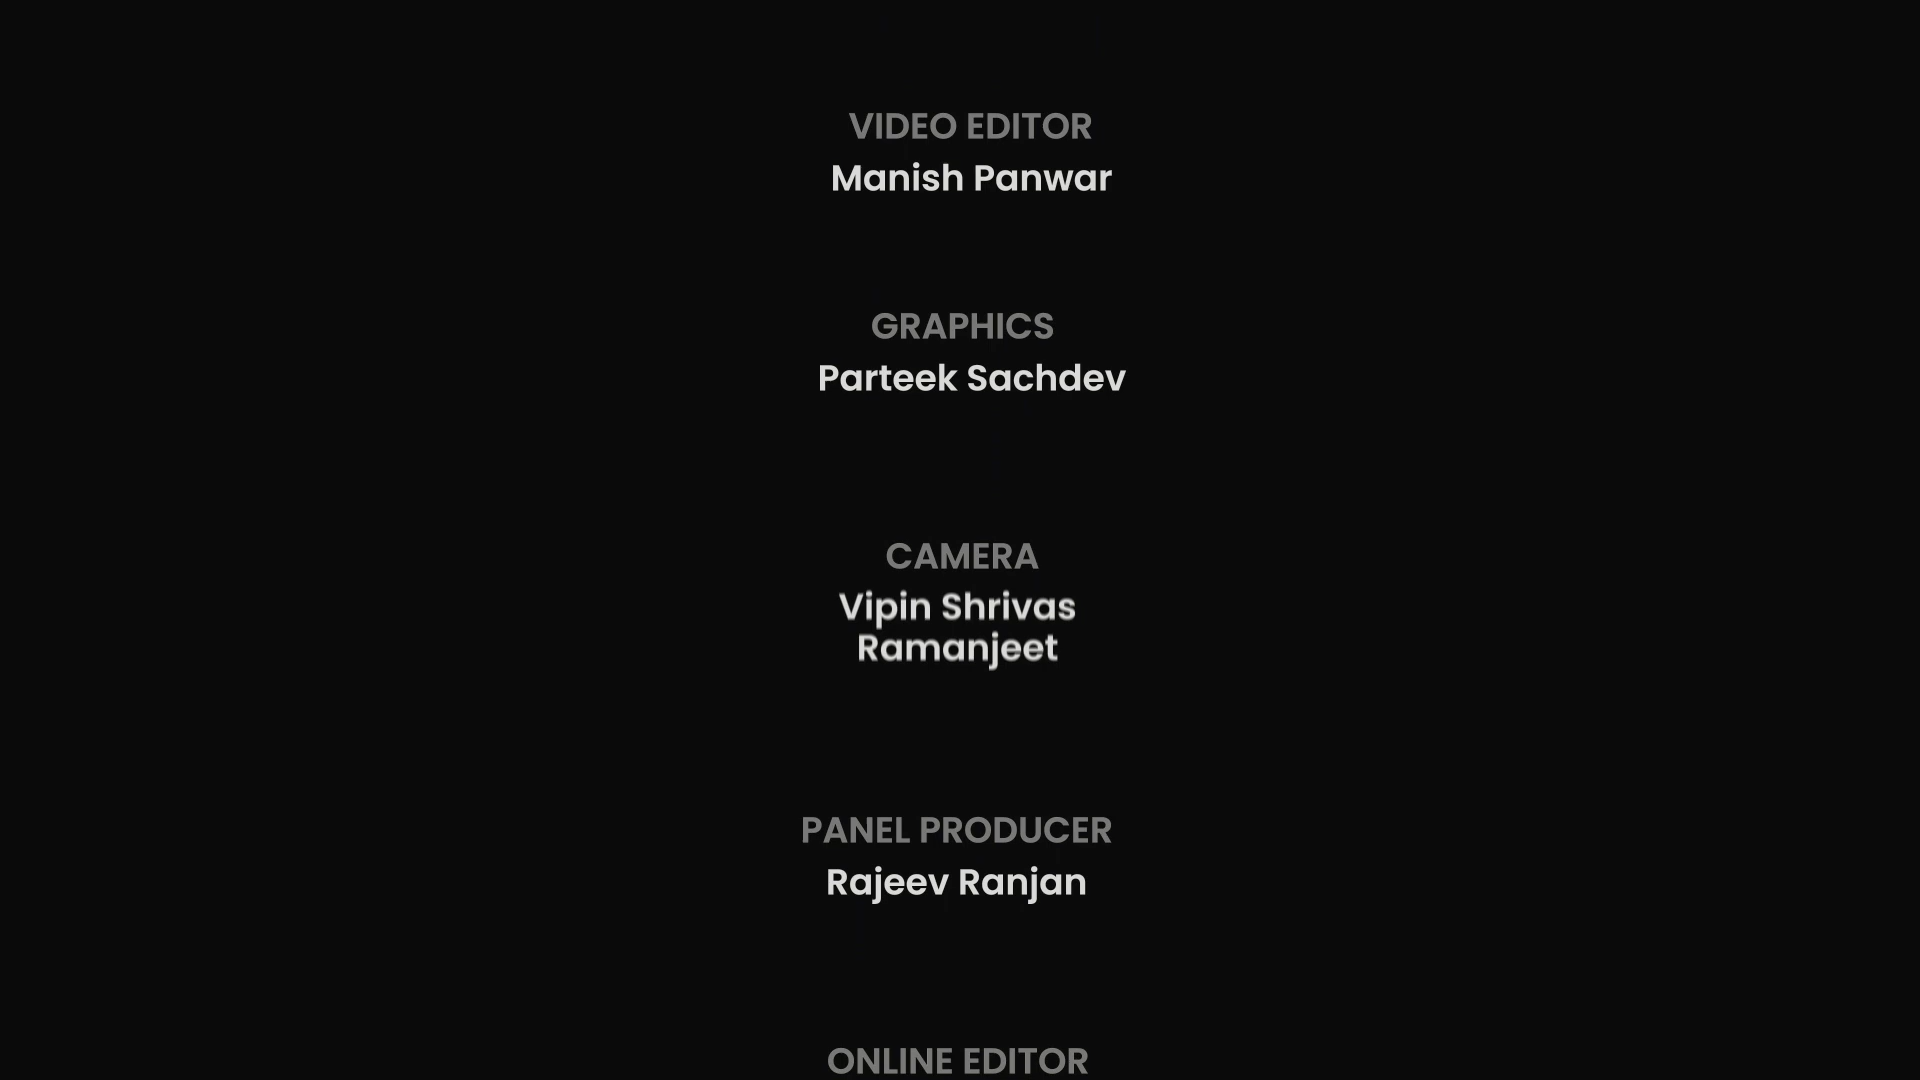 VIDEO EDITOR
Manish Panwar
GRAPHICS
Parteek Sachdev
CAMERA
Vipin Shrivas
Ramanjeet
PANEL PRODUCER
Rajeev Ranjan
ONLINE EDITOR